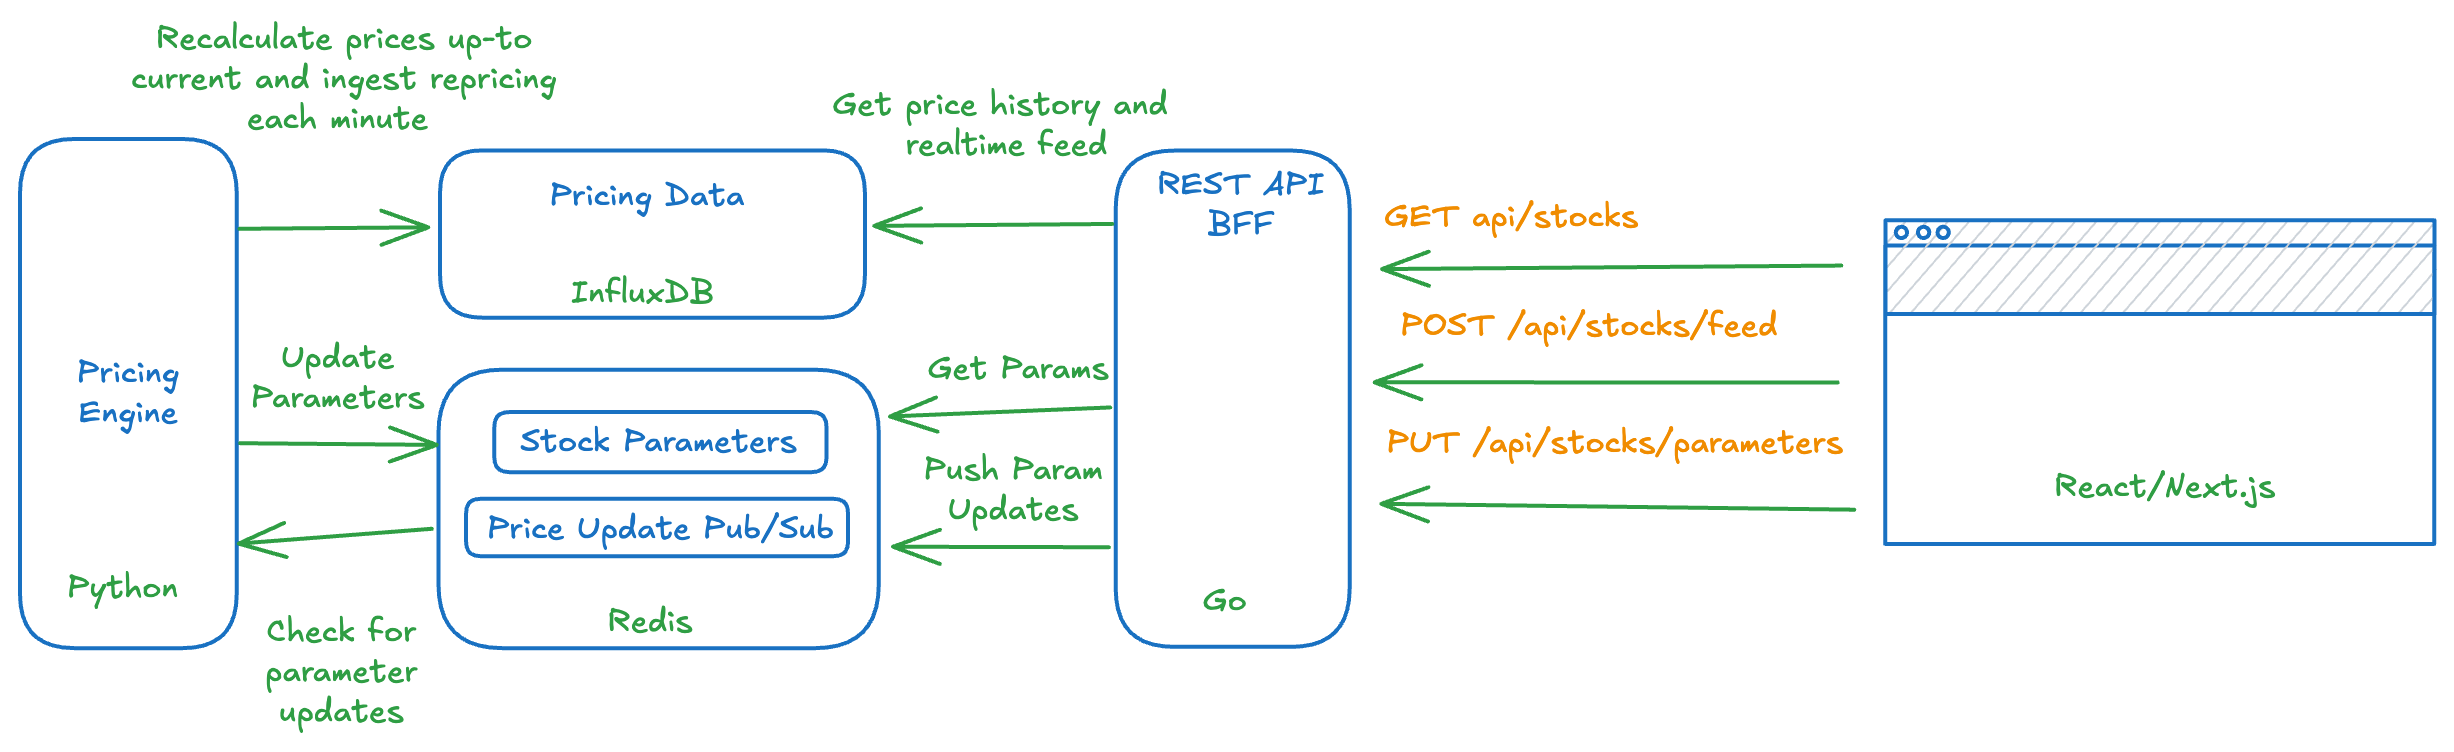 Recalculate prices up-to
current and ingest repricing
each minute
Pricing
Engine
Python
Update
Parameters
Check for
parameter
updates
Pricing Data
InfluxDB
Stock Parameters
Price Update Pub/Sub
Redis
Get price history and
realtime feed
Get Params
Push Param
Updates
REST API
BFF
Go
GET api/stocks
POST /api/stocks/feed
PUT /api/stocks/parameters
React/Next.js